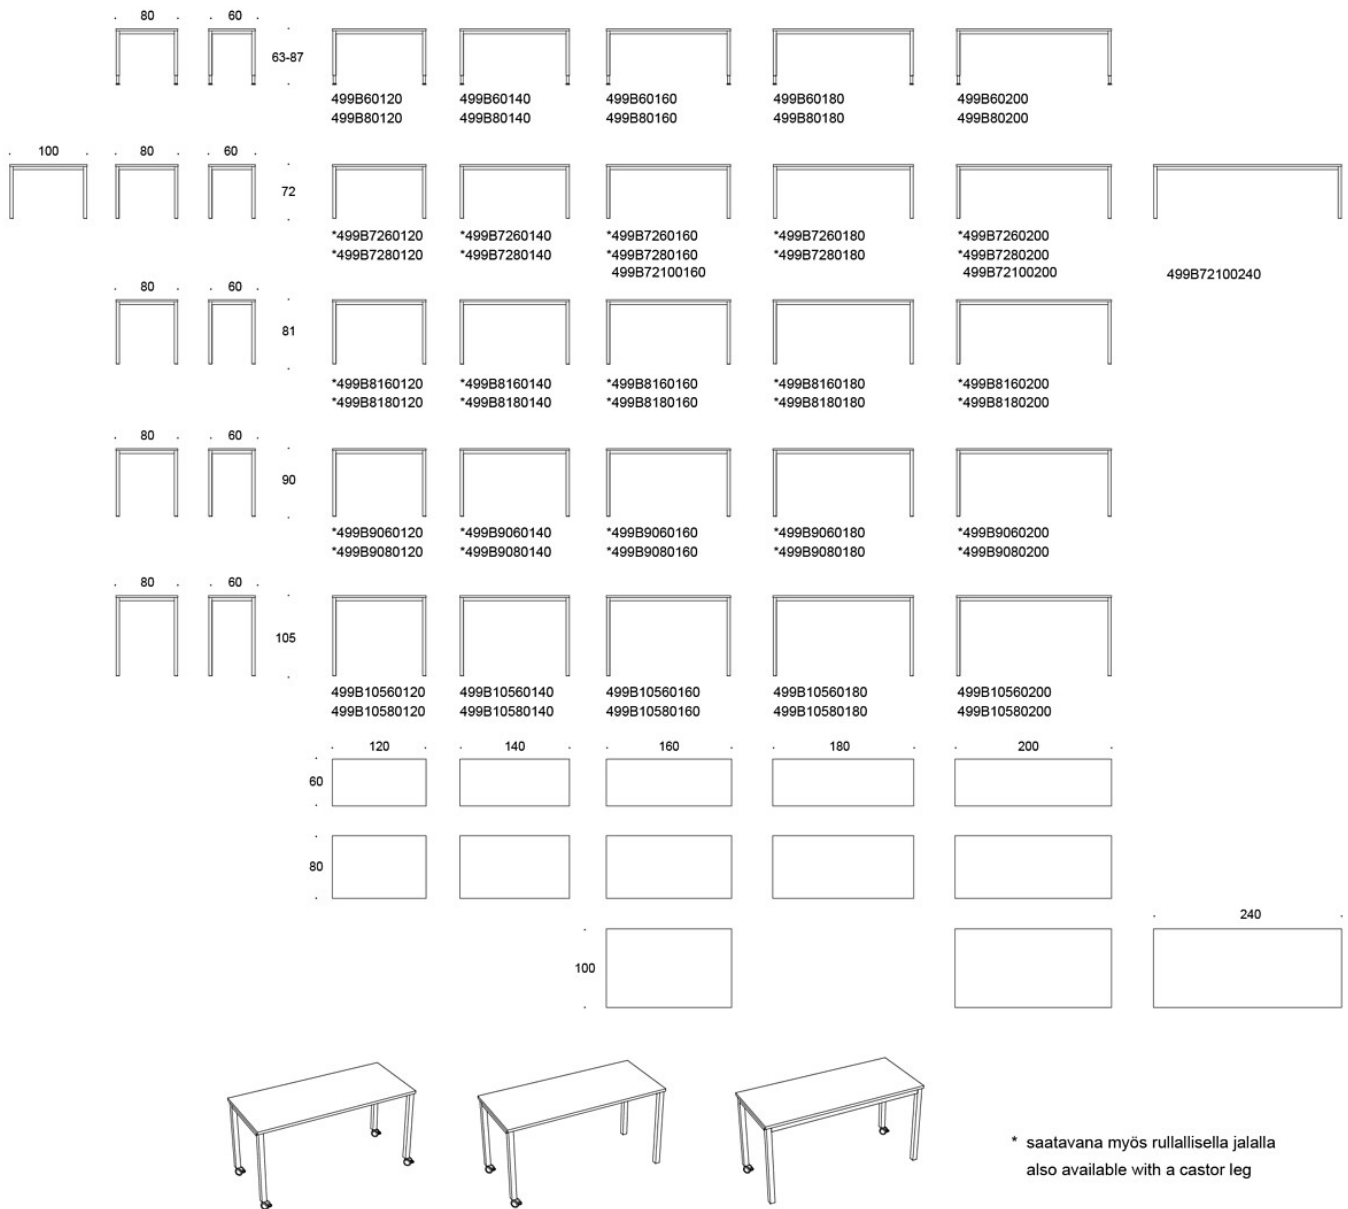 80 60
63-87
499B60120 499B60140 499B60160 499B60180 499B60200
499B80120 499B80140 499B80160 499B80180 499B80200
100 80 60
72
*499B7260120 *499B7260140 *499B7260160 *499B7260180 *499B7260200
*499B7280120 *499B7280140 *499B7280160 *499B7280180 *499B7280200
499B72100160 499B72100200 499B72100240
80 60
81
*499B8160120 *499B8160140 *499B8160160 *499B8160180 *499B8160200
*499B8180120 *499B8180140 *499B8180160 *499B8180180 *499B8180200
80 60
90
*499B9060120 *499B9060140 *499B9060160 *499B9060180 *499B9060200
*499B9080120 *499B9080140 *499B9080160 *499B9080180 *499B9080200
80 60
105
499B10560120 499B10560140 499B10560160 499B10560180 499B10560200
499B10580120 499B10580140 499B10580160 499B10580180 499B10580200
120 140 160 180 200
60
80
240
100
* saatavana myös rullallisella jalalla
also available with a castor leg